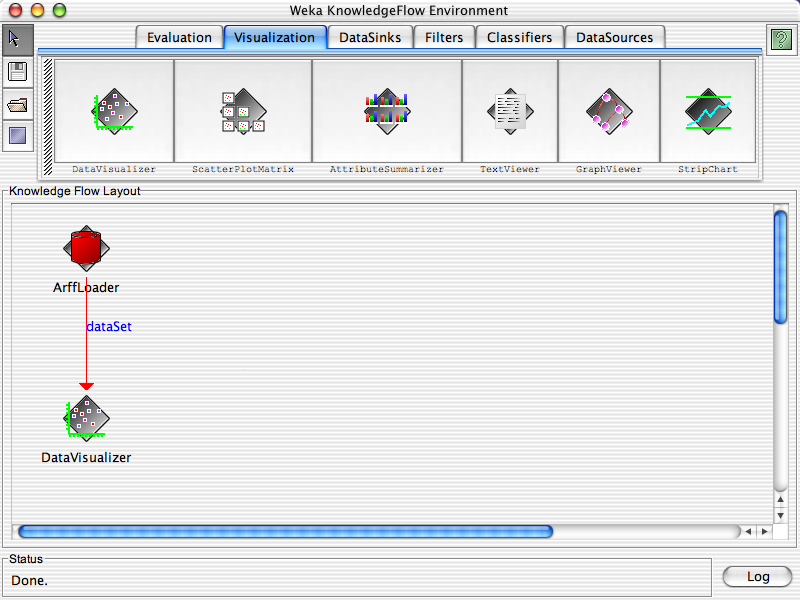 Weka KnowledgeFlow Environment
Evaluation Visualization DataSinks Filters Classifiers DataSources
?
DataVisualizer ScatterPlotMatrix AttributeSummarizer TextViewer GraphViewer StripChart
Knowledge Flow Layout
ArffLoader
dataSet
DataVisualizer
Status
Done.
Log